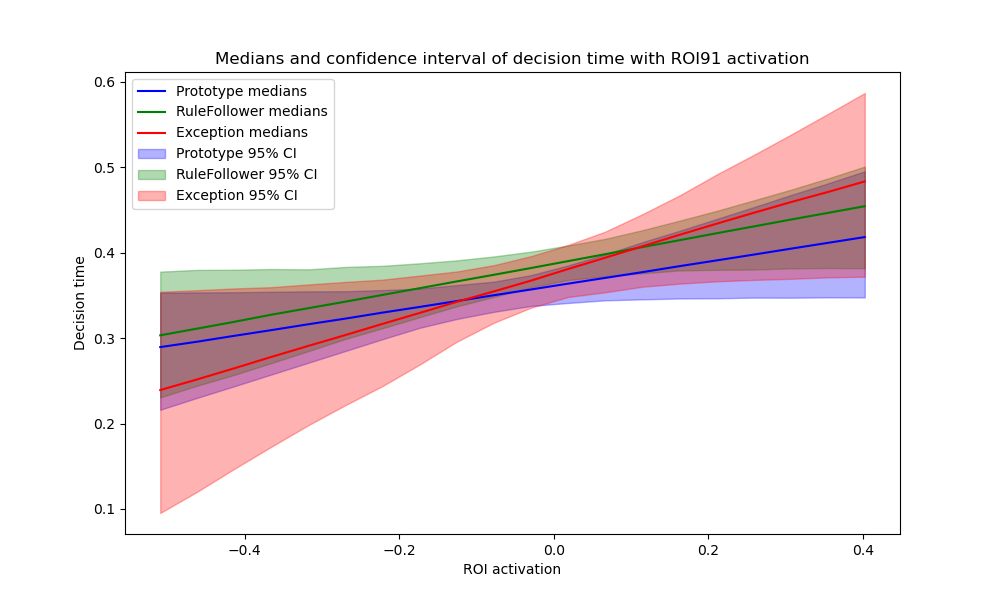 Medians and confidence interval of decision time with ROI91 activation
Prototype medians
RuleFollower medians
Exception medians
Prototype 95% CI
RuleFollower 95% CI
Exception 95% CI
Decision time
0.6
0.5
0.4
0.3
0.2
0.1
−0.4
−0.2
0.0
0.2
0.4
ROI activation